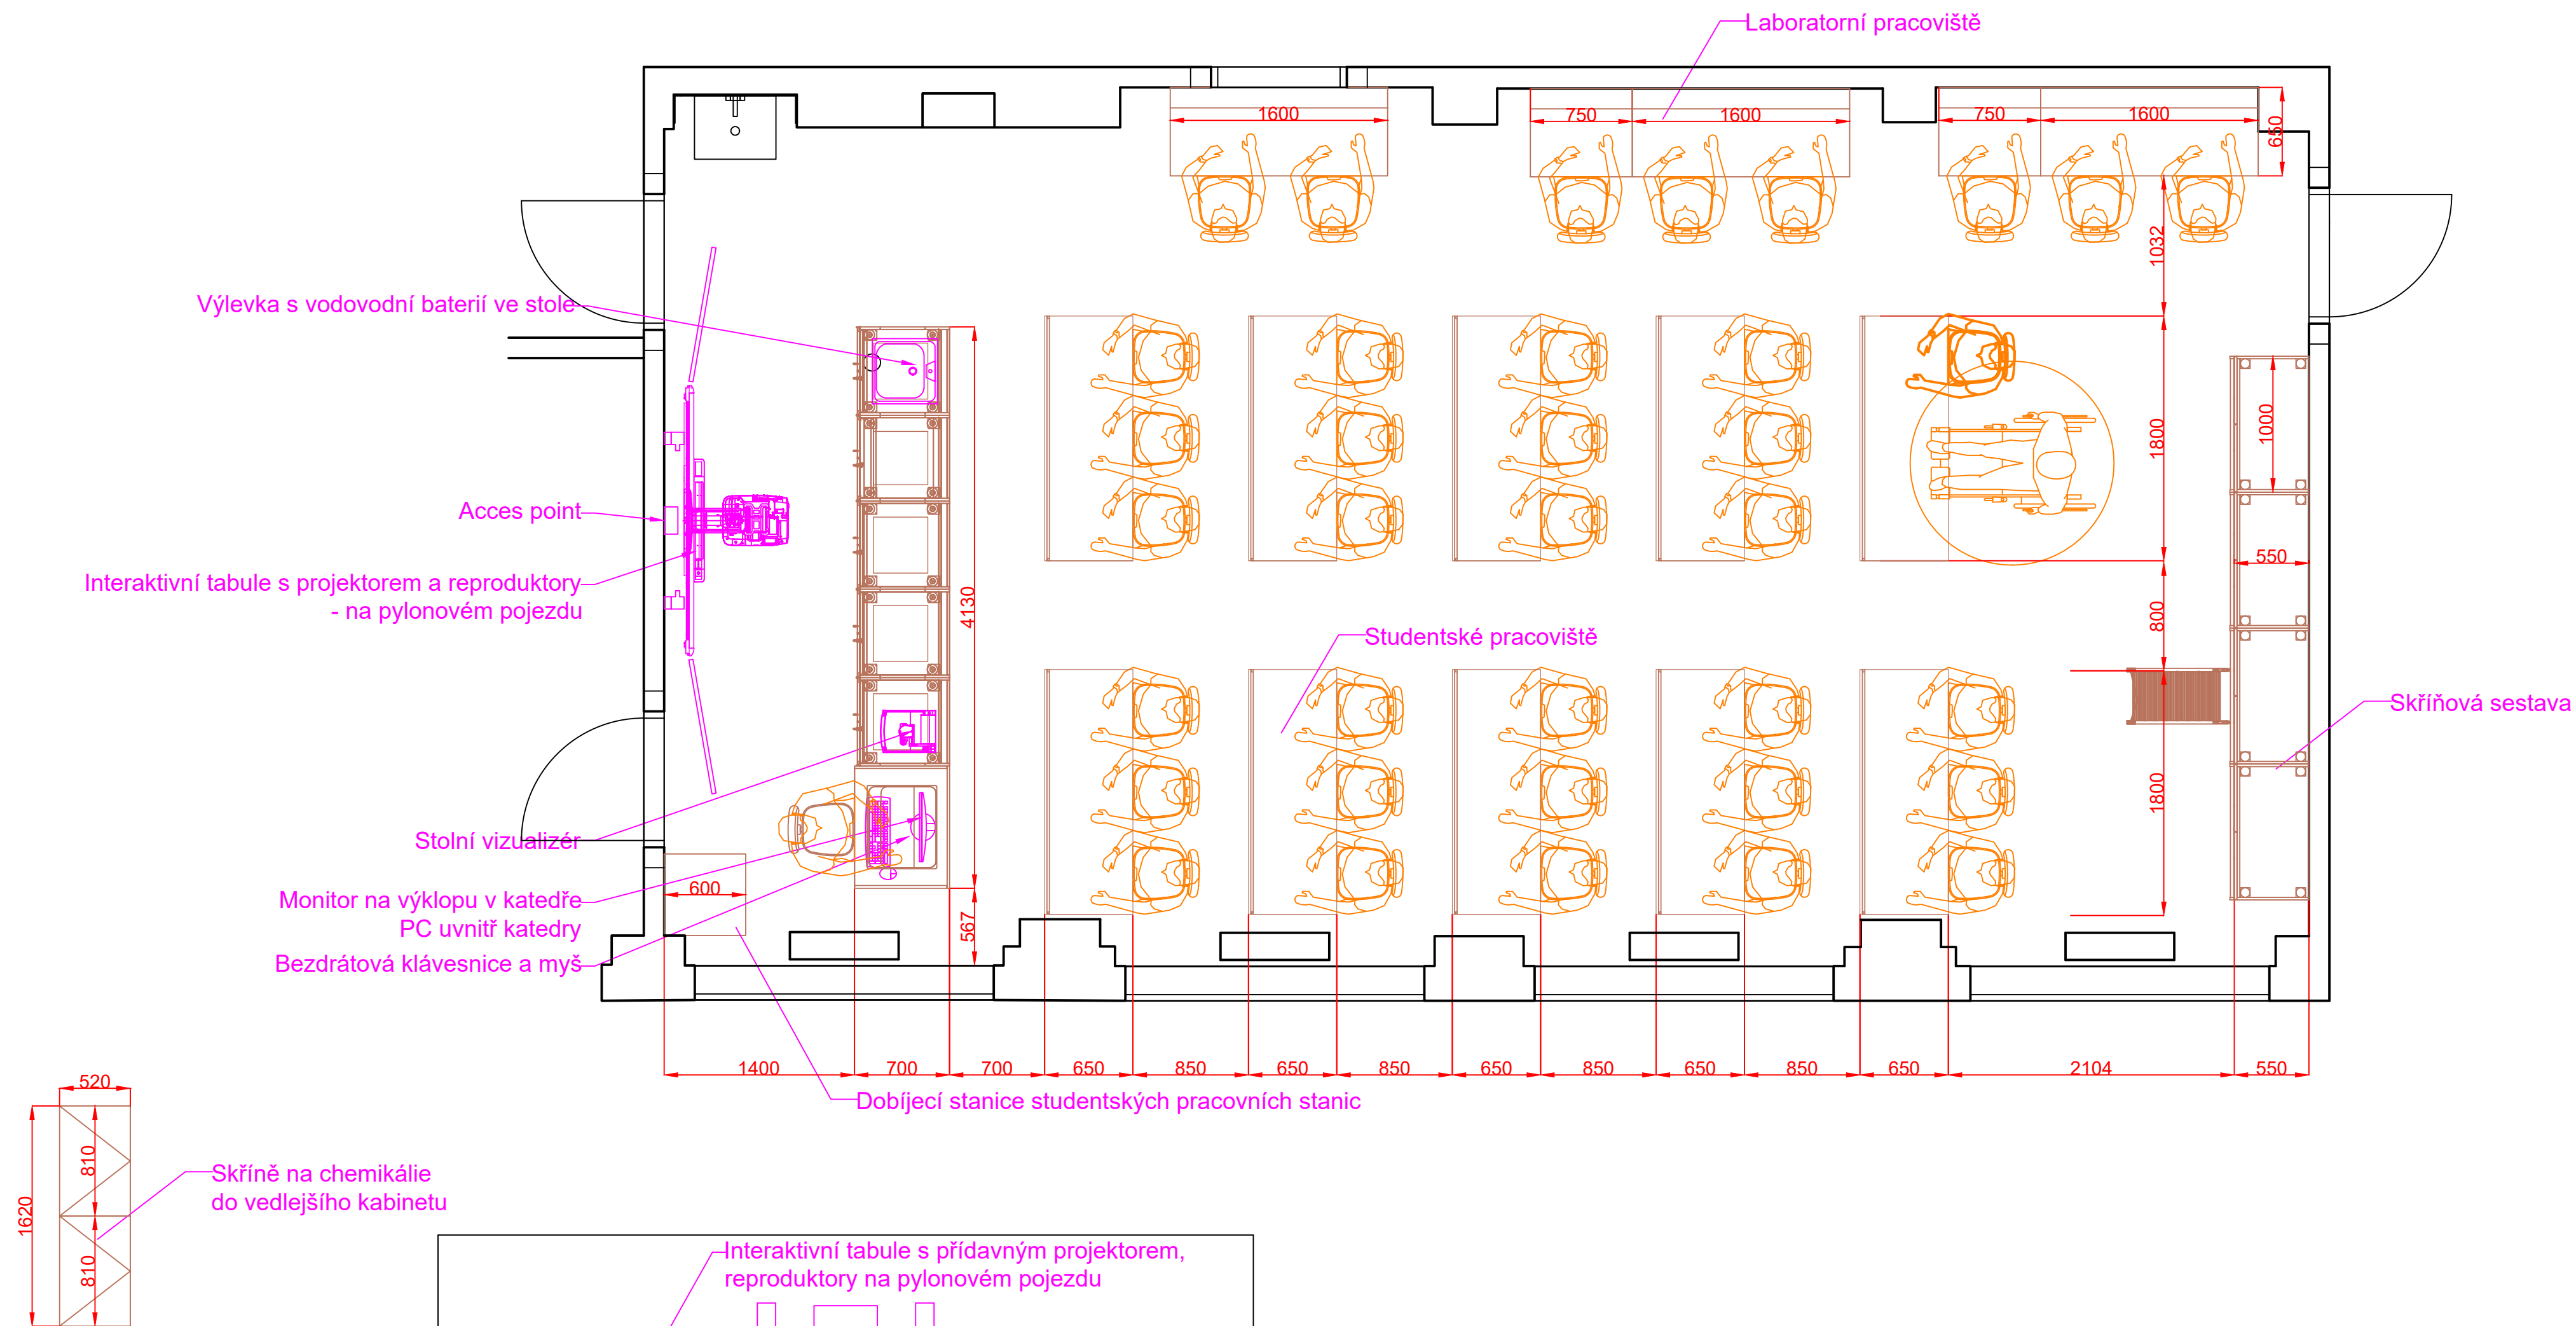 Laboratorní pracoviště
1600
750
1600
750
1600
650
1032
Výlevka s vodovodní baterií ve stole
1000
1800
Acces point
550
Interaktivní tabule s projektorem a reproduktory
- na pylonovém pojezdu
4130
800
Studentské pracoviště
Skříňová sestava
1800
Stolní vizualizér
600
Monitor na výklopu v katedře
PC uvnitř katedry
567
Bezdrátová klávesnice a myš
1400
700
700
650
850
650
850
650
850
650
850
650
2104
550
520
Dobíjecí stanice studentských pracovních stanic
810
Skříně na chemikálie
do vedlejšího kabinetu
1620
810
Interaktivní tabule s přídavným projektorem,
reproduktory na pylonovém pojezdu